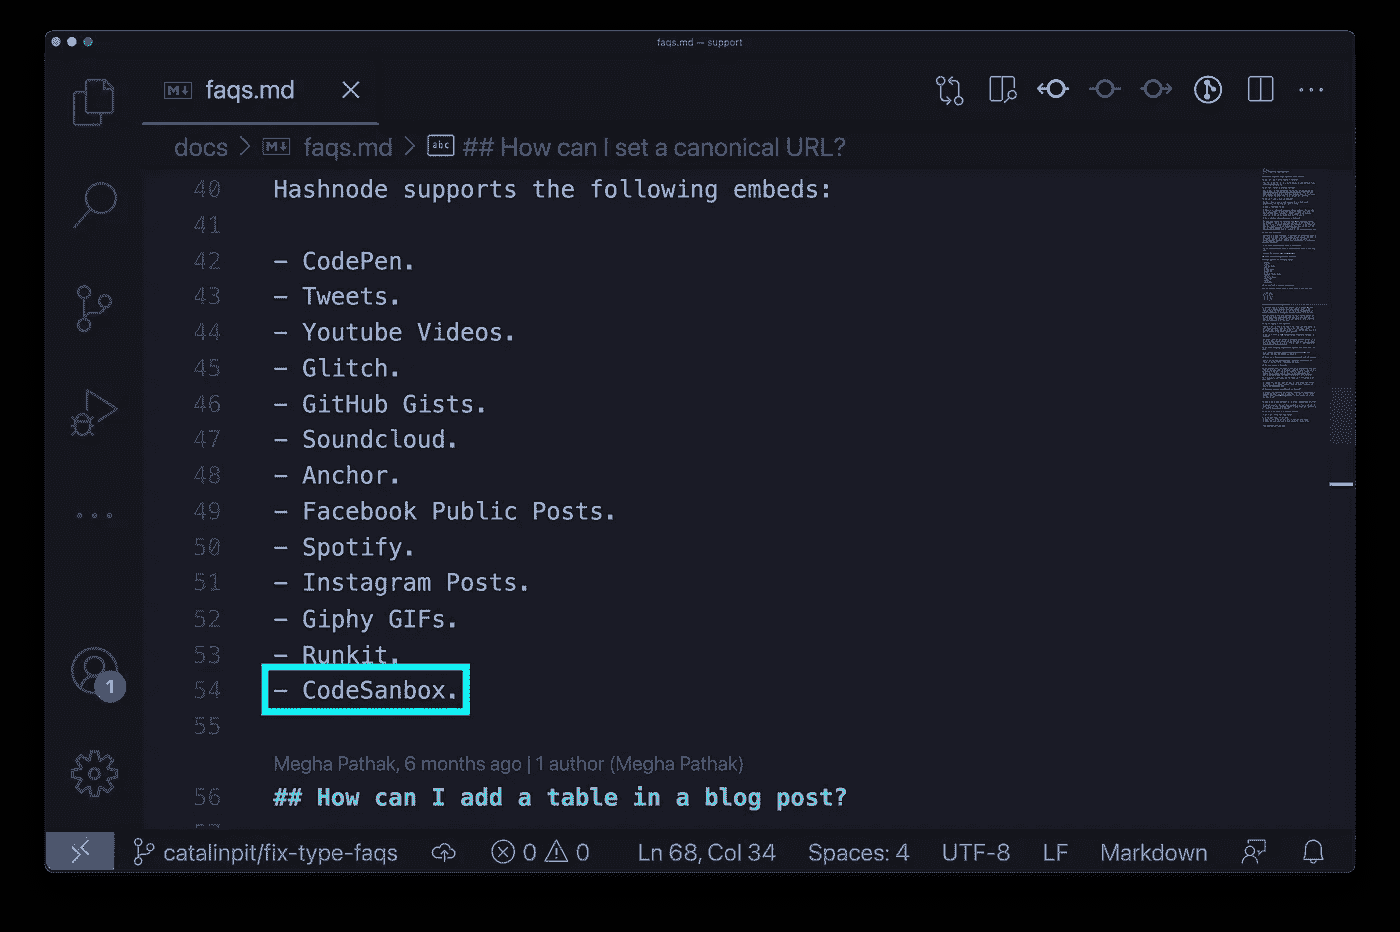 faqs.md — support
faqs.md
docs > faqs.md > abc ## How can I set a canonical URL?
40 Hashnode supports the following embeds:
41
42 - CodePen.
43 - Tweets.
44 - Youtube Videos.
45 - Glitch.
46 - GitHub Gists.
47 - Soundcloud.
48 - Anchor.
49 - Facebook Public Posts.
50 - Spotify.
51 - Instagram Posts.
52 - Giphy GIFs.
53 - Runkit.
54 - CodeSanbox.
55
Megha Pathak, 6 months ago | 1 author (Megha Pathak)
56 ## How can I add a table in a blog post?
1
catalinpit/fix-type-faqs 0 0 Ln 68, Col 34 Spaces: 4 UTF-8 LF Markdown